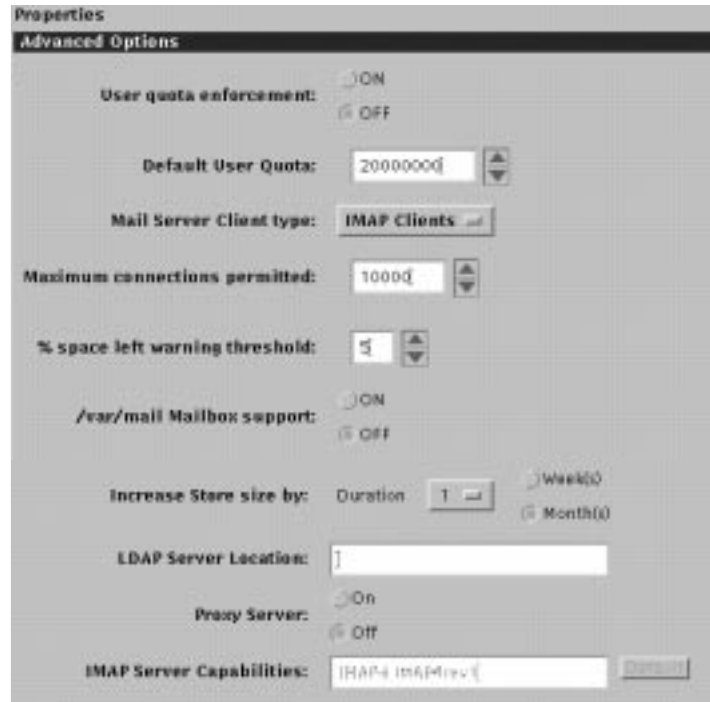 Properties
Advanced Options
User quota enforcement:
ON
OFF
Default User Quota:
20000000
Mail Server Client type:
IMAP Clients
Maximum connections permitted:
10000
% space left warning threshold:
5
/var/mail Mailbox support:
ON
OFF
Increase Store size by:
Duration
1
Week(s)
Month(s)
LDAP Server Location:
Proxy Server:
On
Off
IMAP Server Capabilities:
IMAP4 IMAP4rev1
Default